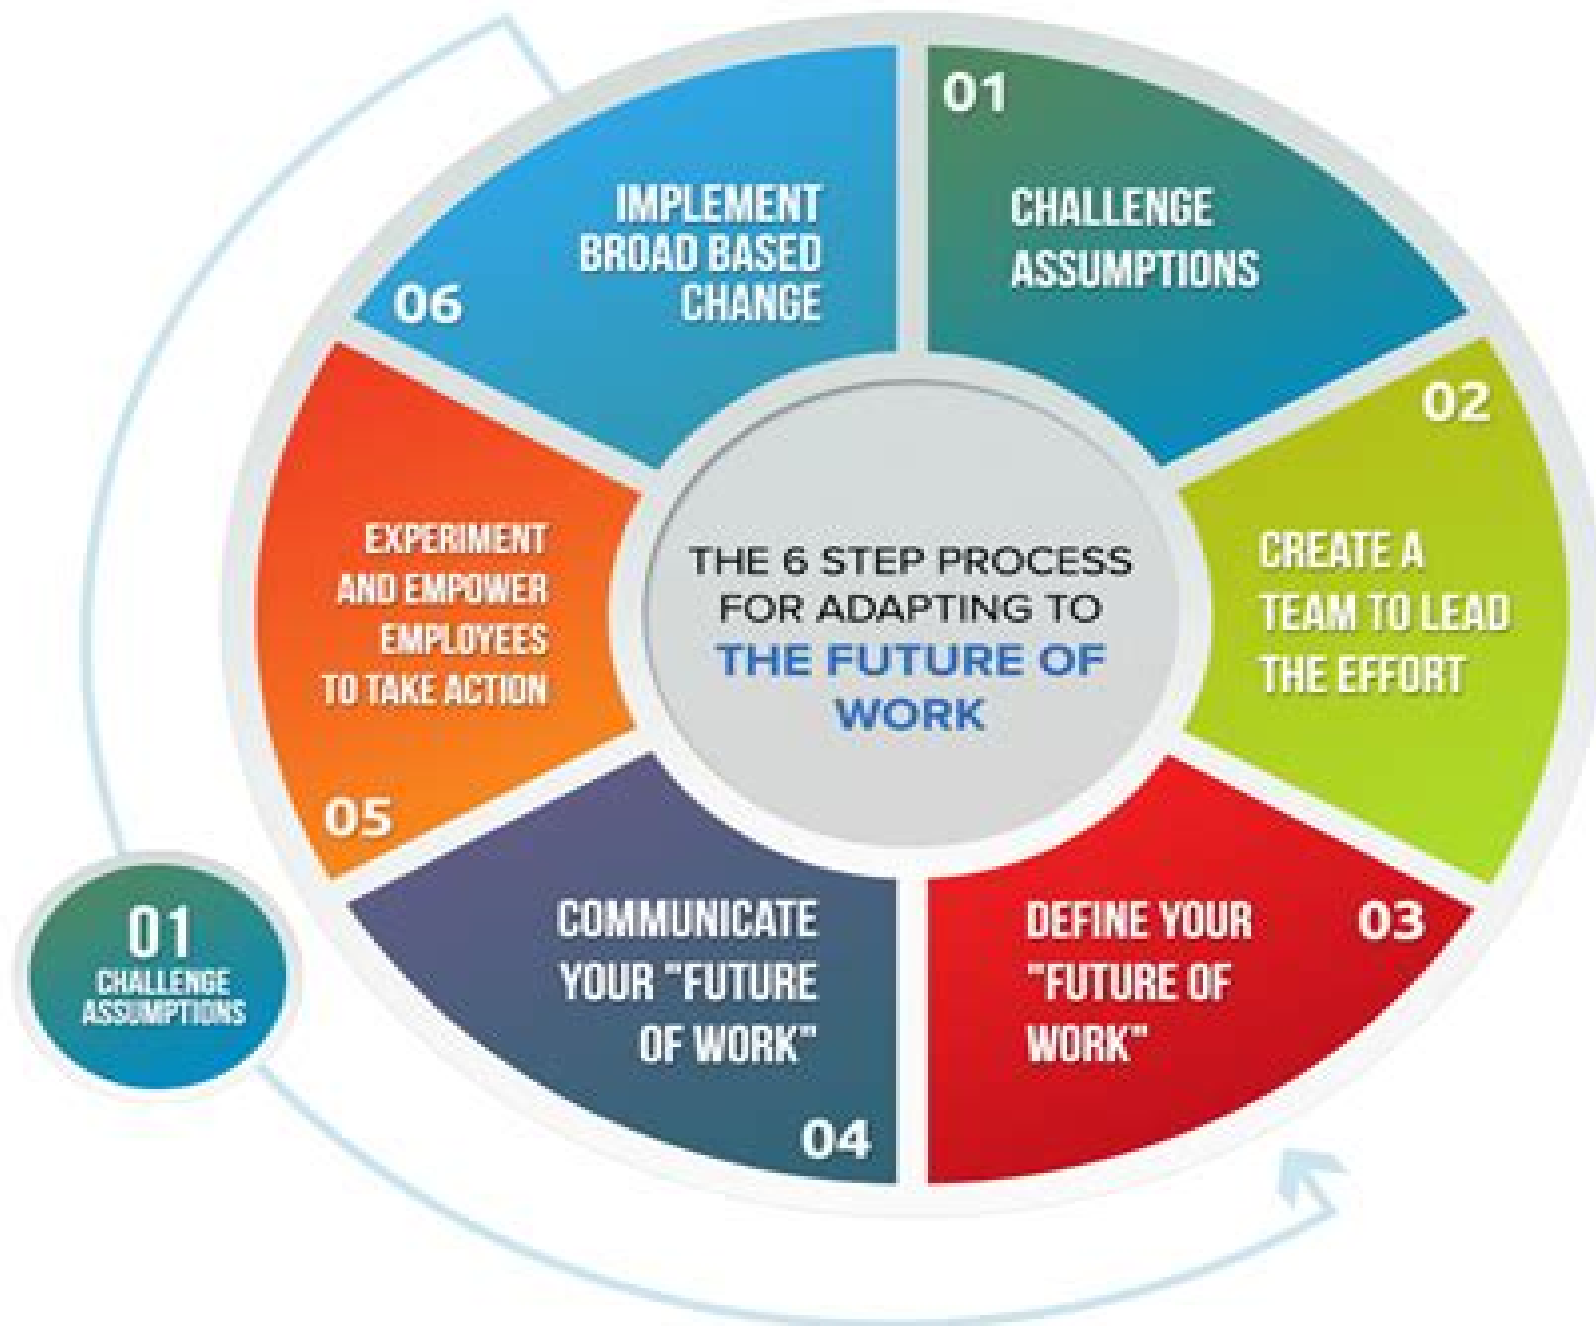 THE 6 STEP PROCESS
FOR ADAPTING TO
THE FUTURE OF
WORK
01
CHALLENGE
ASSUMPTIONS
02
CREATE A
TEAM TO LEAD
THE EFFORT
03
DEFINE YOUR
"FUTURE OF
WORK"
04
COMMUNICATE
YOUR "FUTURE
OF WORK"
05
EXPERIMENT
AND EMPOWER
EMPLOYEES
TO TAKE ACTION
06
IMPLEMENT
BROAD BASED
CHANGE
01
CHALLENGE
ASSUMPTIONS